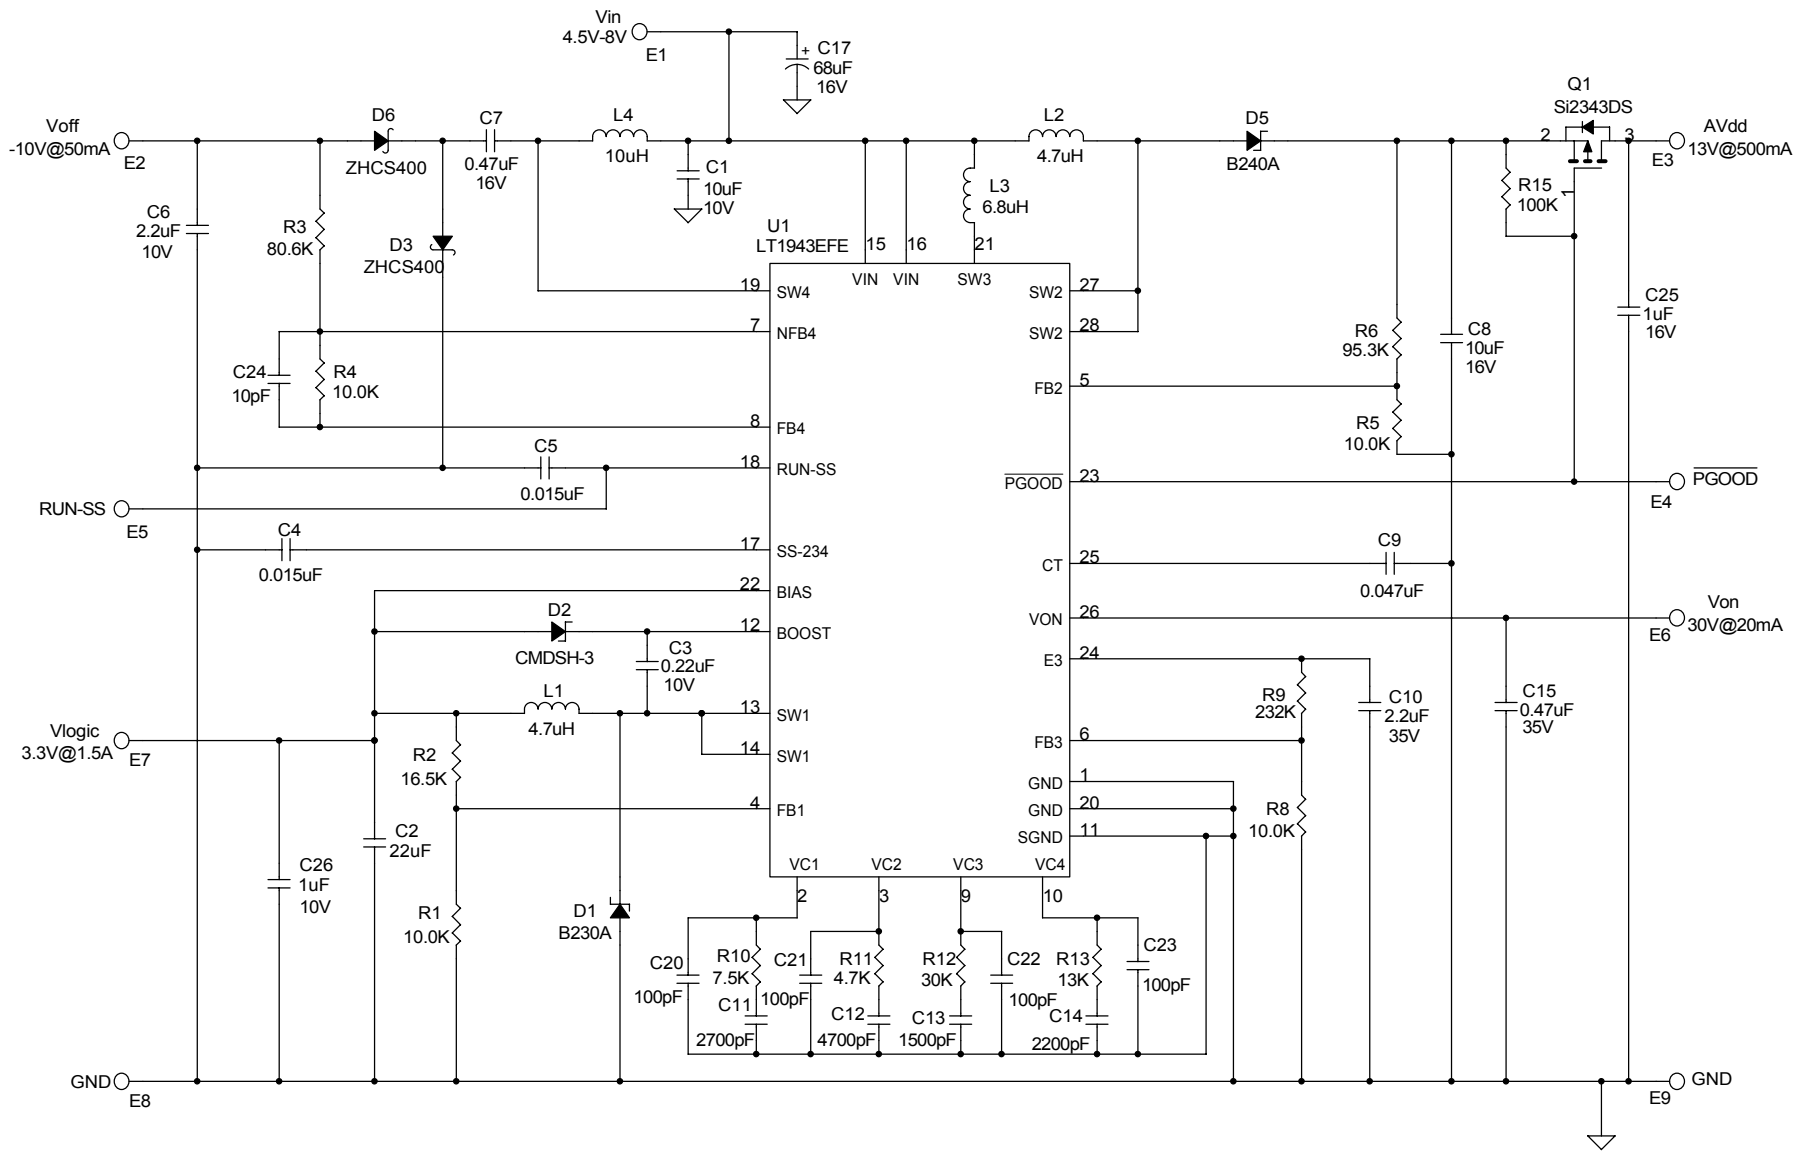 Vin
4.5V-8V
E1
+ C17
68uF
16V
Voff
-10V@50mA
E2
D6
ZHCS400
C7
0.47uF
16V
L4
10uH
C1
10uF
10V
L2
4.7uH
D5
B240A
Q1
Si2343DS
2
3
1
AVdd
13V@500mA
E3
R15
100K
C6
2.2uF
10V
R3
80.6K
D3
ZHCS400
L3
6.8uH
U1
LT1943EFE
15
16
21
VIN
VIN
SW3
19
SW4
SW2
27
7
NFB4
SW2
28
C25
1uF
16V
R6
95.3K
C8
10uF
16V
C24
10pF
R4
10.0K
FB2
5
R5
10.0K
8
FB4
C5
0.015uF
18
RUN-SS
PGOOD
23
PGOOD
E4
RUN-SS
E5
C4
0.015uF
17
SS-234
CT
25
C9
0.047uF
22
BIAS
VON
26
Von
30V@20mA
E6
D2
CMDSH-3
12
BOOST
C3
0.22uF
10V
E3
24
R9
232K
C10
2.2uF
35V
C15
0.47uF
35V
L1
4.7uH
13
SW1
FB3
6
Vlogic
3.3V@1.5A
E7
R2
16.5K
14
SW1
GND
1
4
FB1
GND
20
R8
10.0K
SGND
11
C2
22uF
C26
1uF
10V
R1
10.0K
D1
B230A
VC1
VC2
VC3
VC4
2
3
9
10
C20
100pF
R10
7.5K
C21
100pF
R11
4.7K
R12
30K
C22
100pF
R13
13K
C23
100pF
C11
2700pF
C12
4700pF
C13
1500pF
C14
2200pF
GND
E8
GND
E9